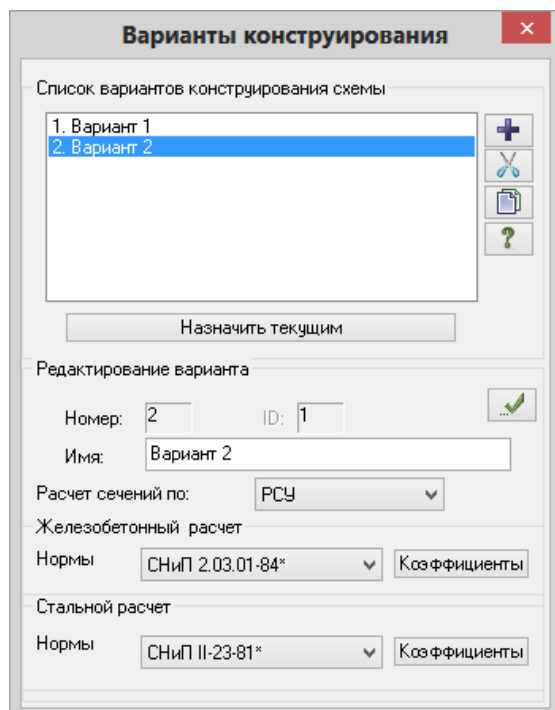 Варианты конструирования
Список вариантов конструирования схемы
1. Вариант 1
2. Вариант 2
Назначить текущим
Редактирование варианта
Номер: 2 ID: 1
Имя: Вариант 2
Расчет сечений по: РСУ
Железобетонный расчет
Нормы СНиП 2.03.01-84* Коэффициенты
Стальной расчет
Нормы СНиП II-23-81* Коэффициенты